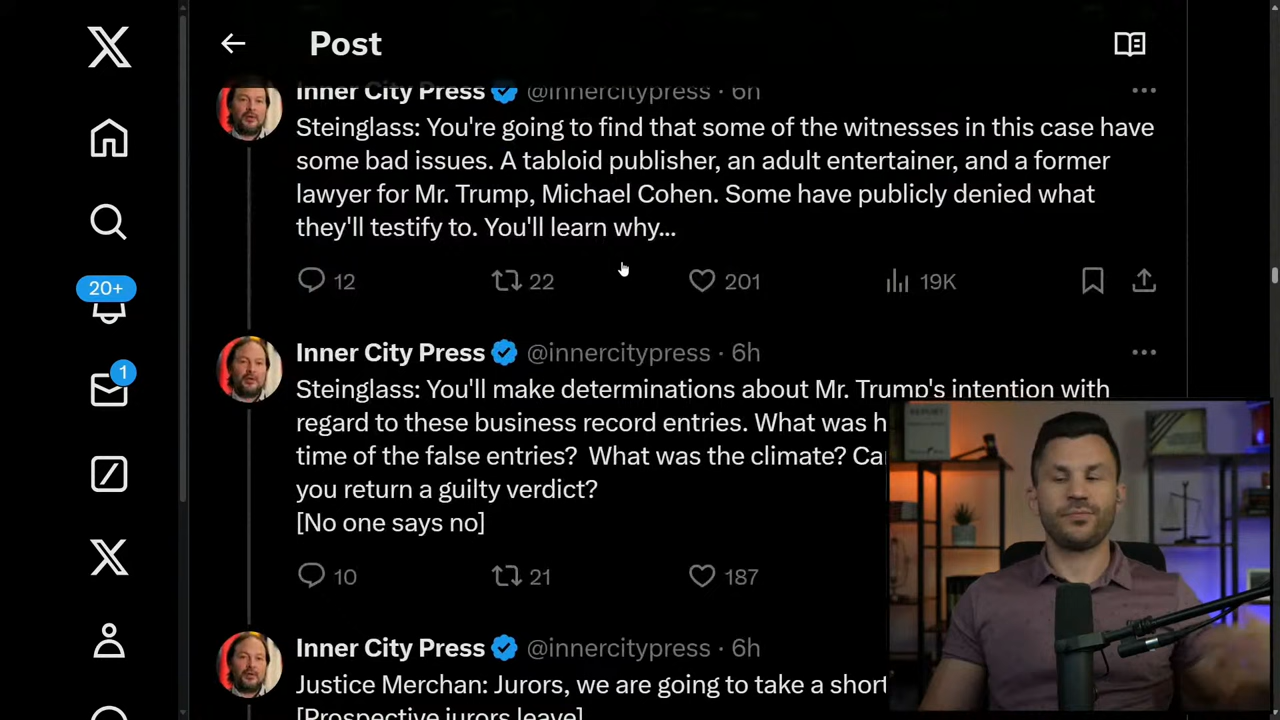 Post
Inner City Press @innercitypress · 6h
Steinglass: You're going to find that some of the witnesses in this case have
some bad issues. A tabloid publisher, an adult entertainer, and a former
lawyer for Mr. Trump, Michael Cohen. Some have publicly denied what
they'll testify to. You'll learn why...
12 22 201 19K
20+
Inner City Press @innercitypress · 6h
1
Steinglass: You'll make determinations about Mr. Trump's intention with
regard to these business record entries. What was
time of the false entries? What was the climate?
you return a guilty verdict?
[No one says no]
10 21 187
Inner City Press @innercitypress · 6h
Justice Merchan: Jurors, we are going to take a short
[Prospective jurors leave]
REPORT